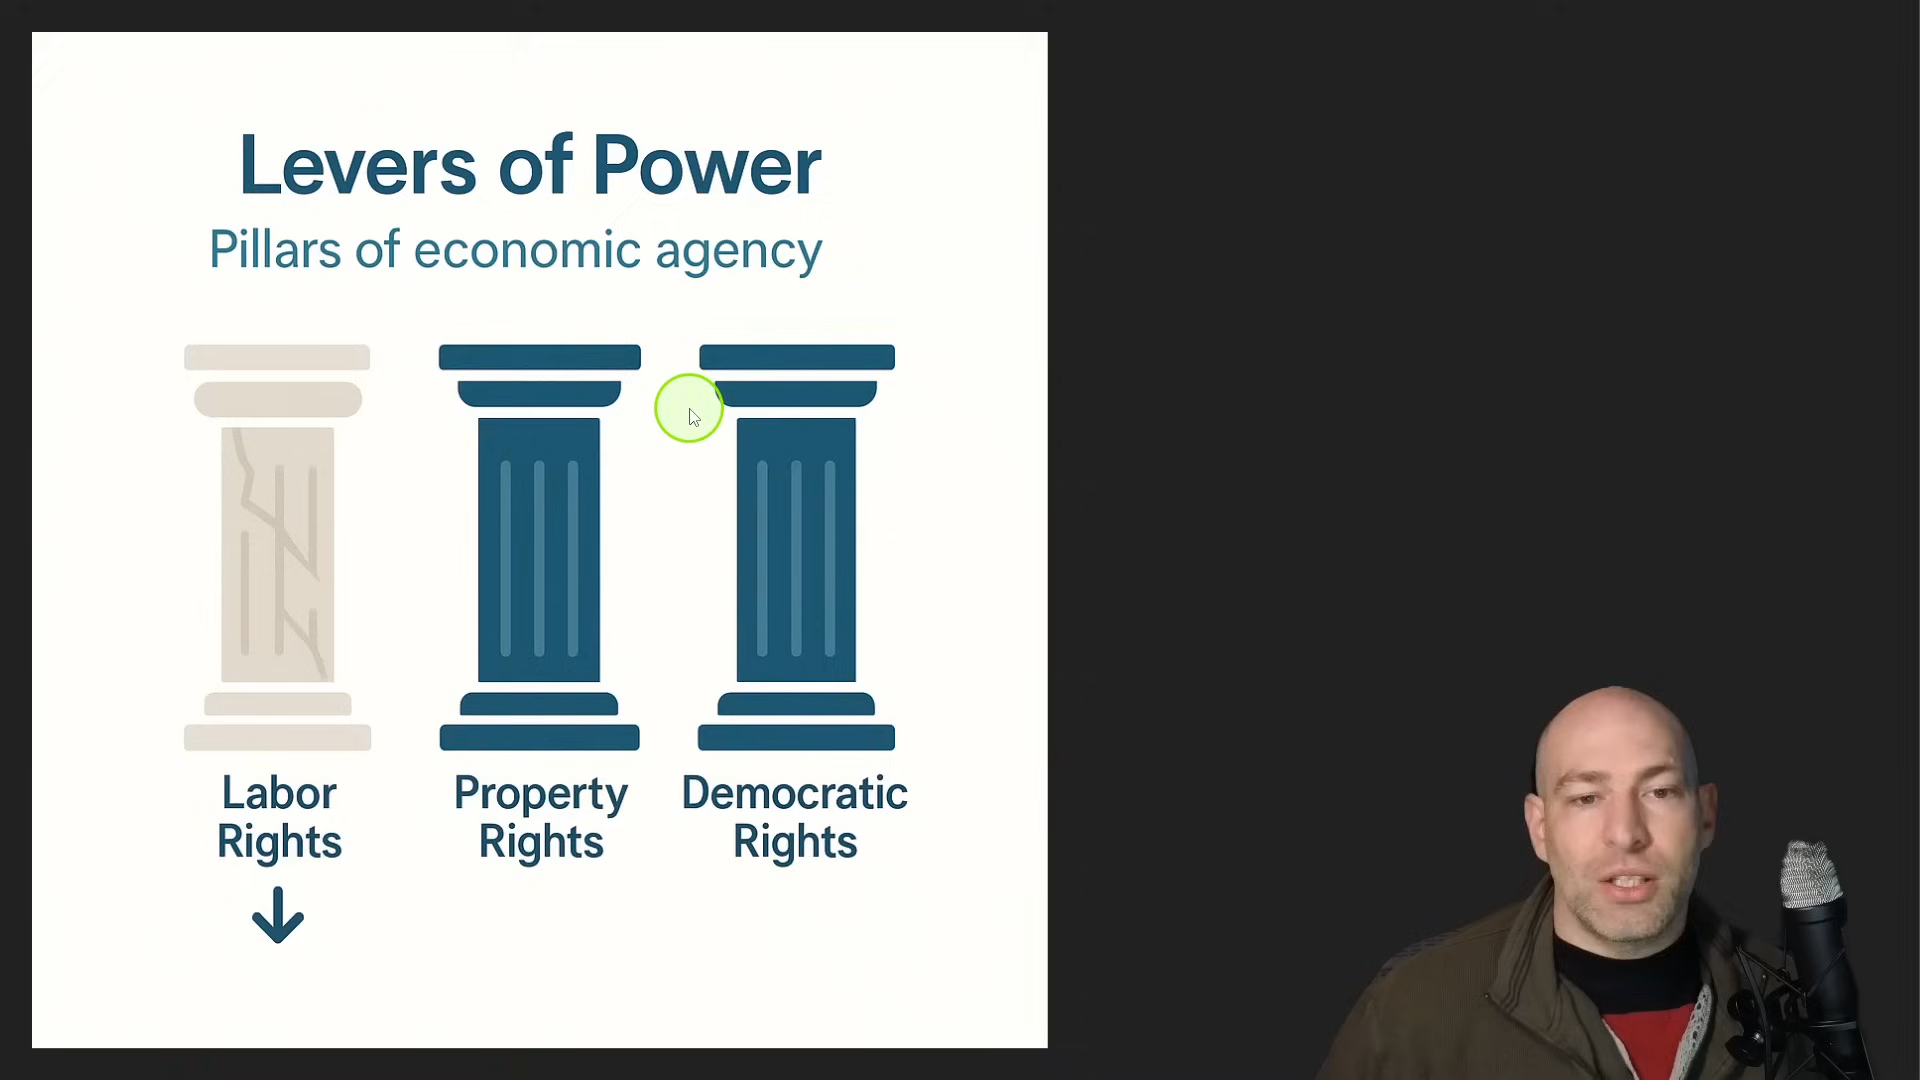 Levers of Power
Pillars of economic agency
Labor
Rights
Property
Rights
Democratic
Rights